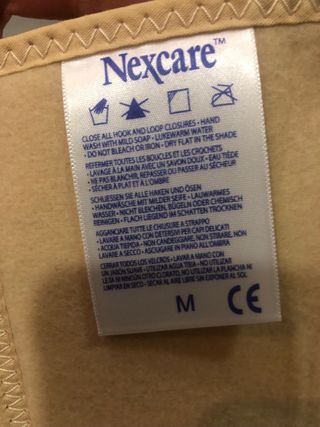 Nexcare™
CLOSE ALL HOOK AND LOOP CLOSURES - HAND
WASH WITH MILD SOAP - LUKEWARM WATER
- DO NOT BLEACH OR IRON - DRY FLAT IN THE SHADE
REFERMER TOUTES LES BOUCLES ET LES CROCHETS
- LAVAGE À LA MAIN AVEC UN SAVON DOUX - EAU TIÈDE
- NE PAS BLANCHIR, REPASSER OU PASSER AU SÉCHEUR
- SÉCHER À PLAT ET À L'OMBRE
SCHLIESSEN SIE ALLE HAKEN UND ÖSEN
- HANDWÄSCHE MIT MILDER SEIFE - LAUWARMES
WASSER - NICHT BLEICHEN, BÜGELN ODER CHEMISCH
REINIGEN - FLACH LIEGEND IM SCHATTEN TROCKNEN
AGGANCIARE TUTTE LE CHIUSURE A STRAPPO
- LAVARE A MANO CON DETERSIVI PER CAPI DELICATI
- ACQUA TIEPIDA - NON CANDEGGIARE, NON STIRARE, NON
LAVARE A SECCO - ASCIUGARE IN PIANO ALL'OMBRA
CERRAR TODOS LOS VELCROS - LAVAR A MANO CON
UN JABÓN SUAVE - UTILIZAR AGUA TIBIA - NO UTILIZAR
LEJÍA NI NINGÚN OTRO CLORATO - NO UTILIZAR LA PLANCHA NI
LIMPIAR EN SECO - SECAR AL AIRE LIBRE SIN EXPONER AL SOL
M CE